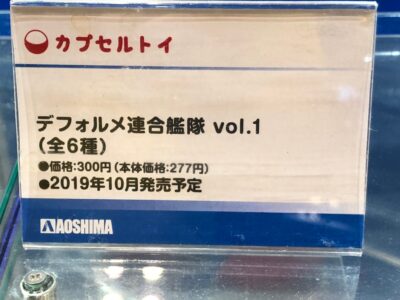 カプセルトイ
デフォルメ連合艦隊 vol.1
(全6種)
●価格:300円(本体価格:277円)
●2019年10月発売予定
AOSHIMA